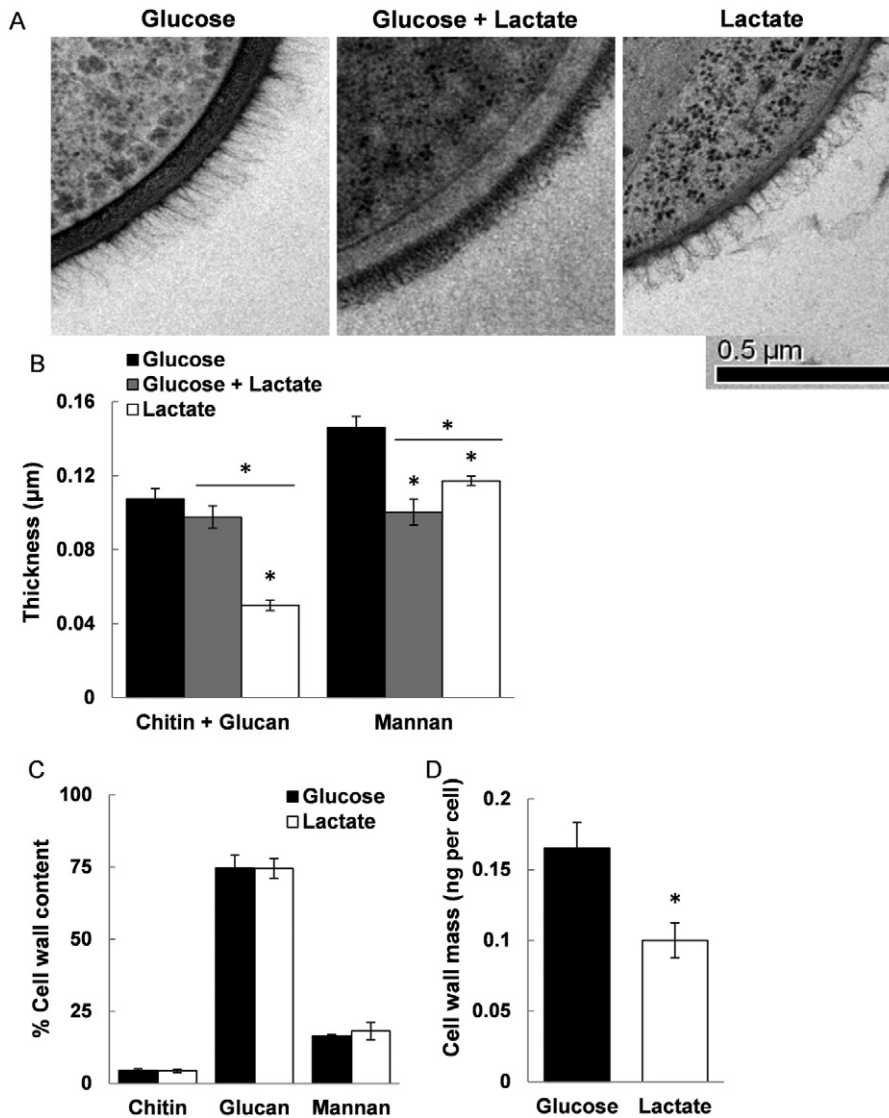 A
Glucose
Glucose + Lactate
Lactate
0.5 µm
B
Glucose
Glucose + Lactate
Lactate
Thickness (µm)
0.16
0.12
0.08
0.04
0
*
*
*
*
*
Chitin + Glucan
Mannan
C
% Cell wall content
100
75
50
25
0
Glucose
Lactate
Chitin
Glucan
Mannan
D
Cell wall mass (ng per cell)
0.2
0.15
0.1
0.05
0
*
Glucose
Lactate